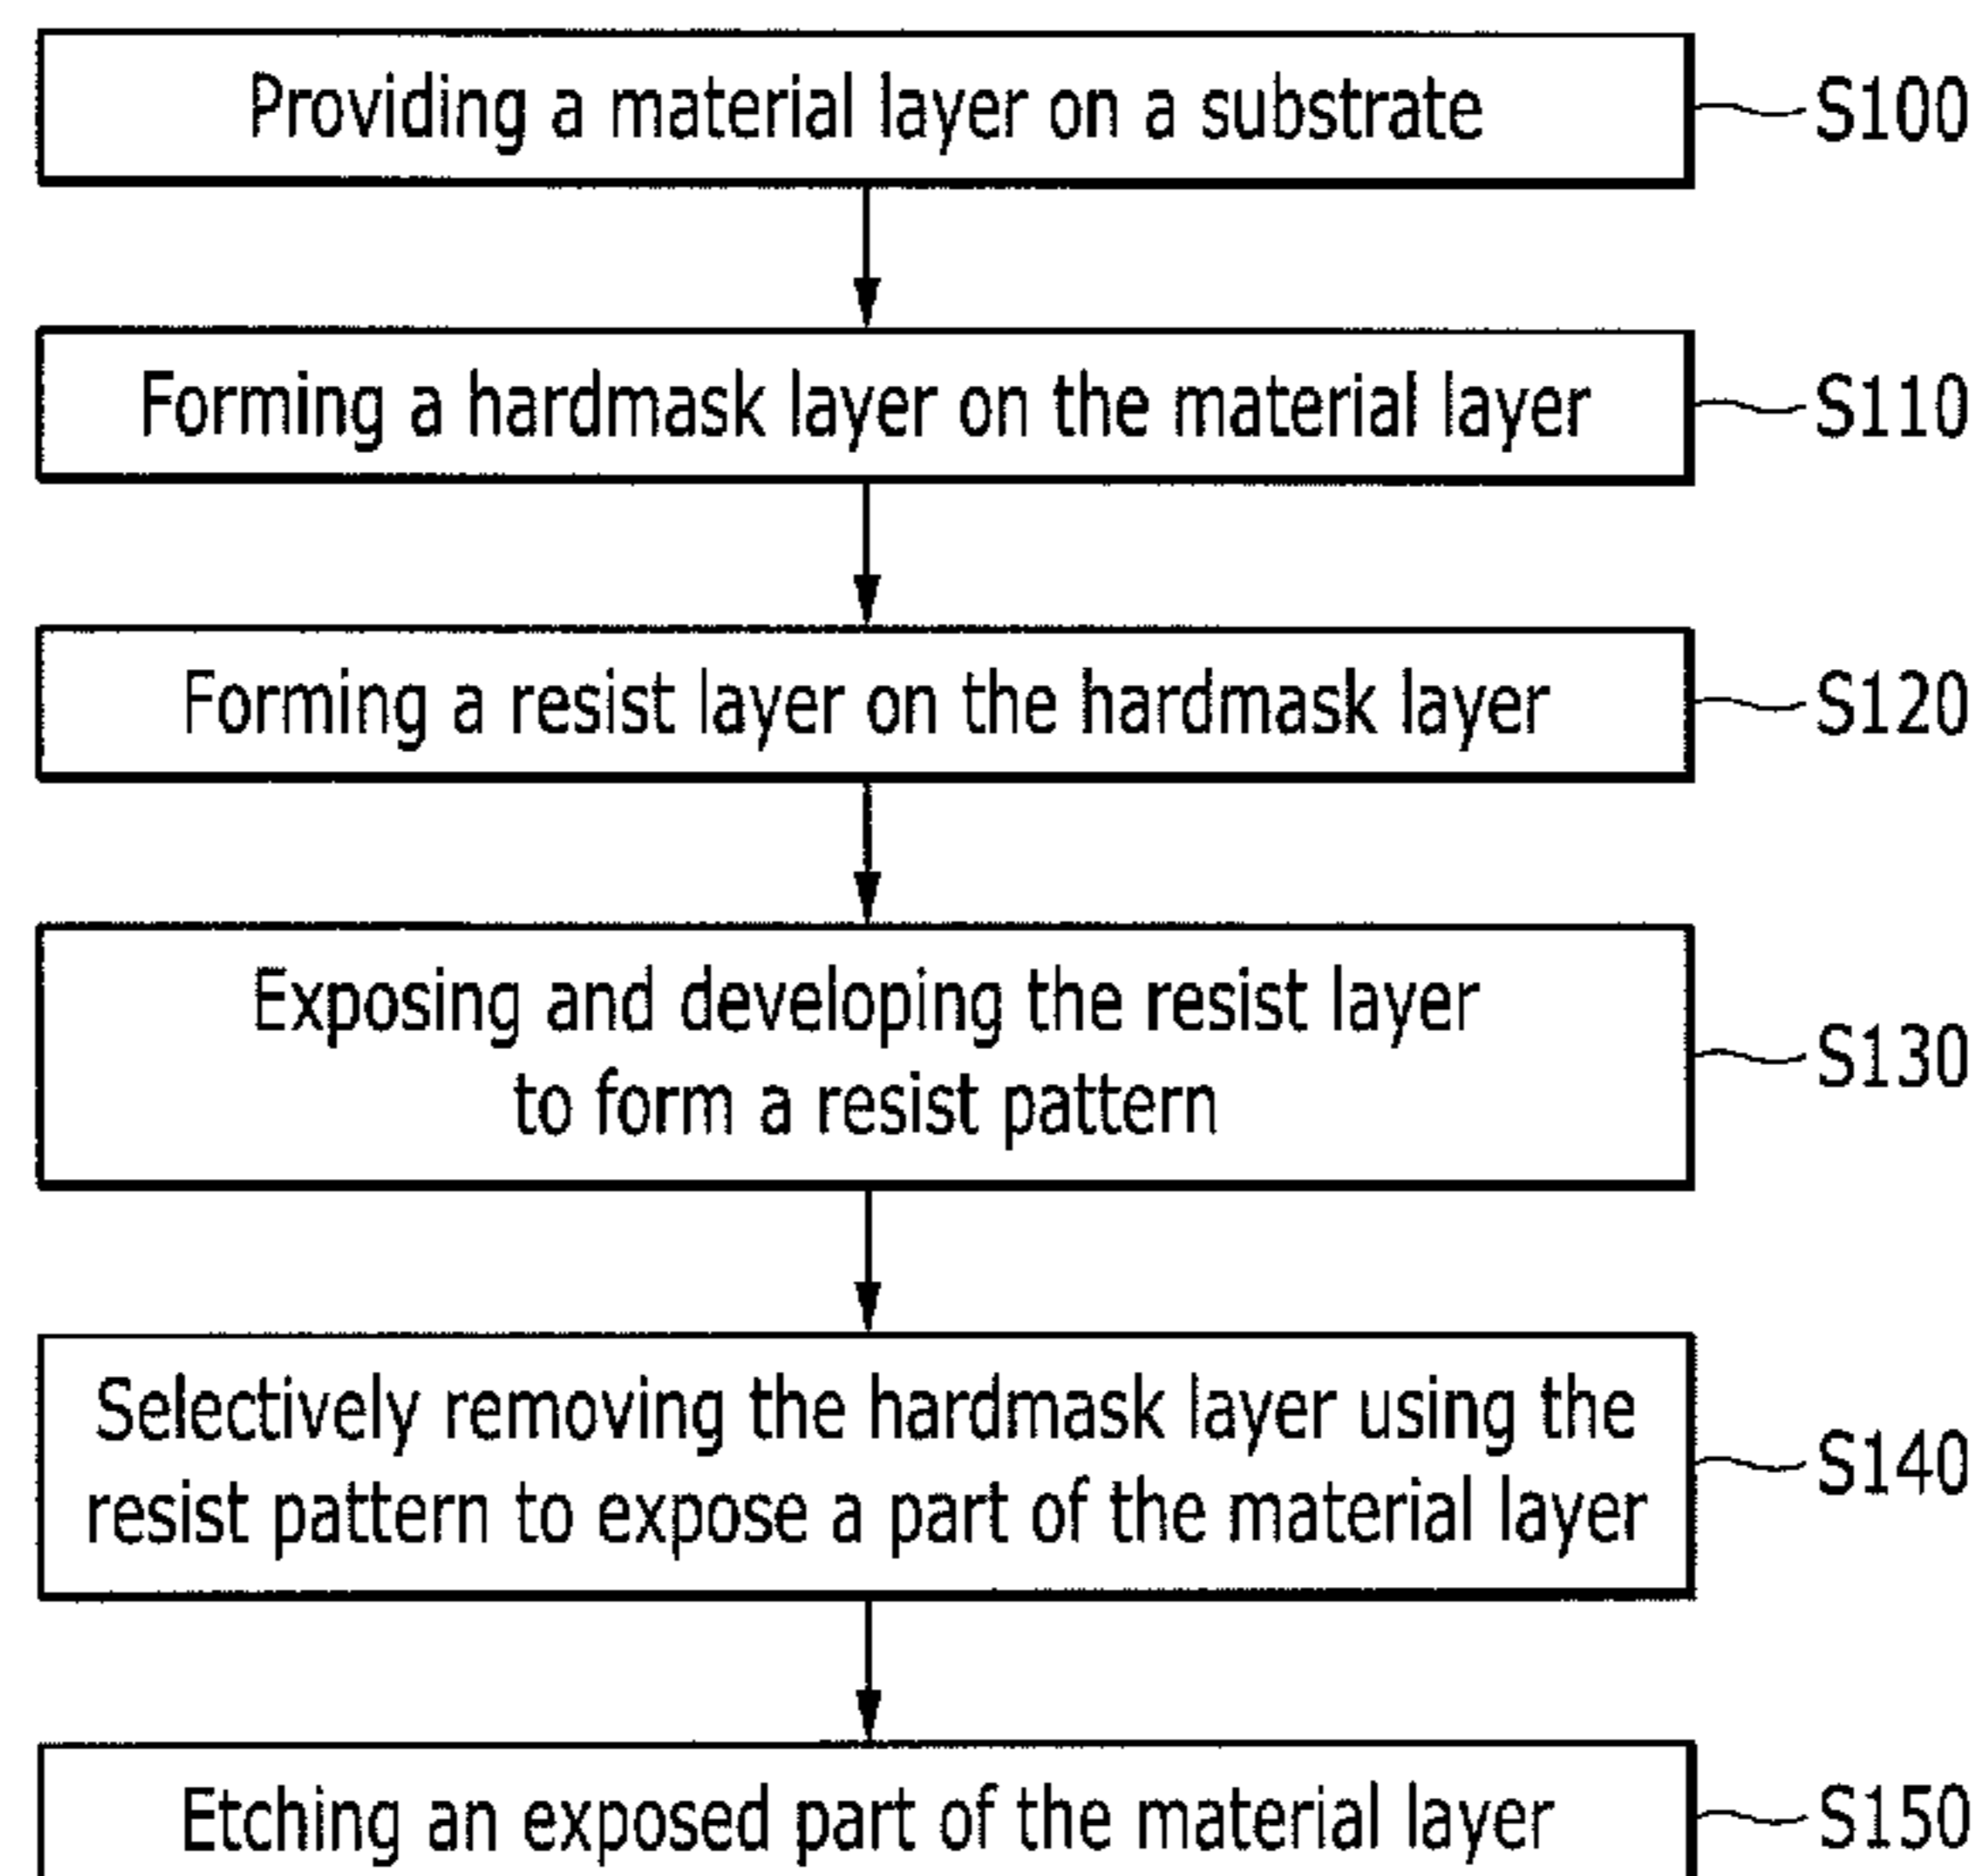 Providing a material layer on a substrate
S100
Forming a hardmask layer on the material layer
S110
Forming a resist layer on the hardmask layer
S120
Exposing and developing the resist layer
to form a resist pattern
S130
Selectively removing the hardmask layer using the
resist pattern to expose a part of the material layer
S140
Etching an exposed part of the material layer
S150